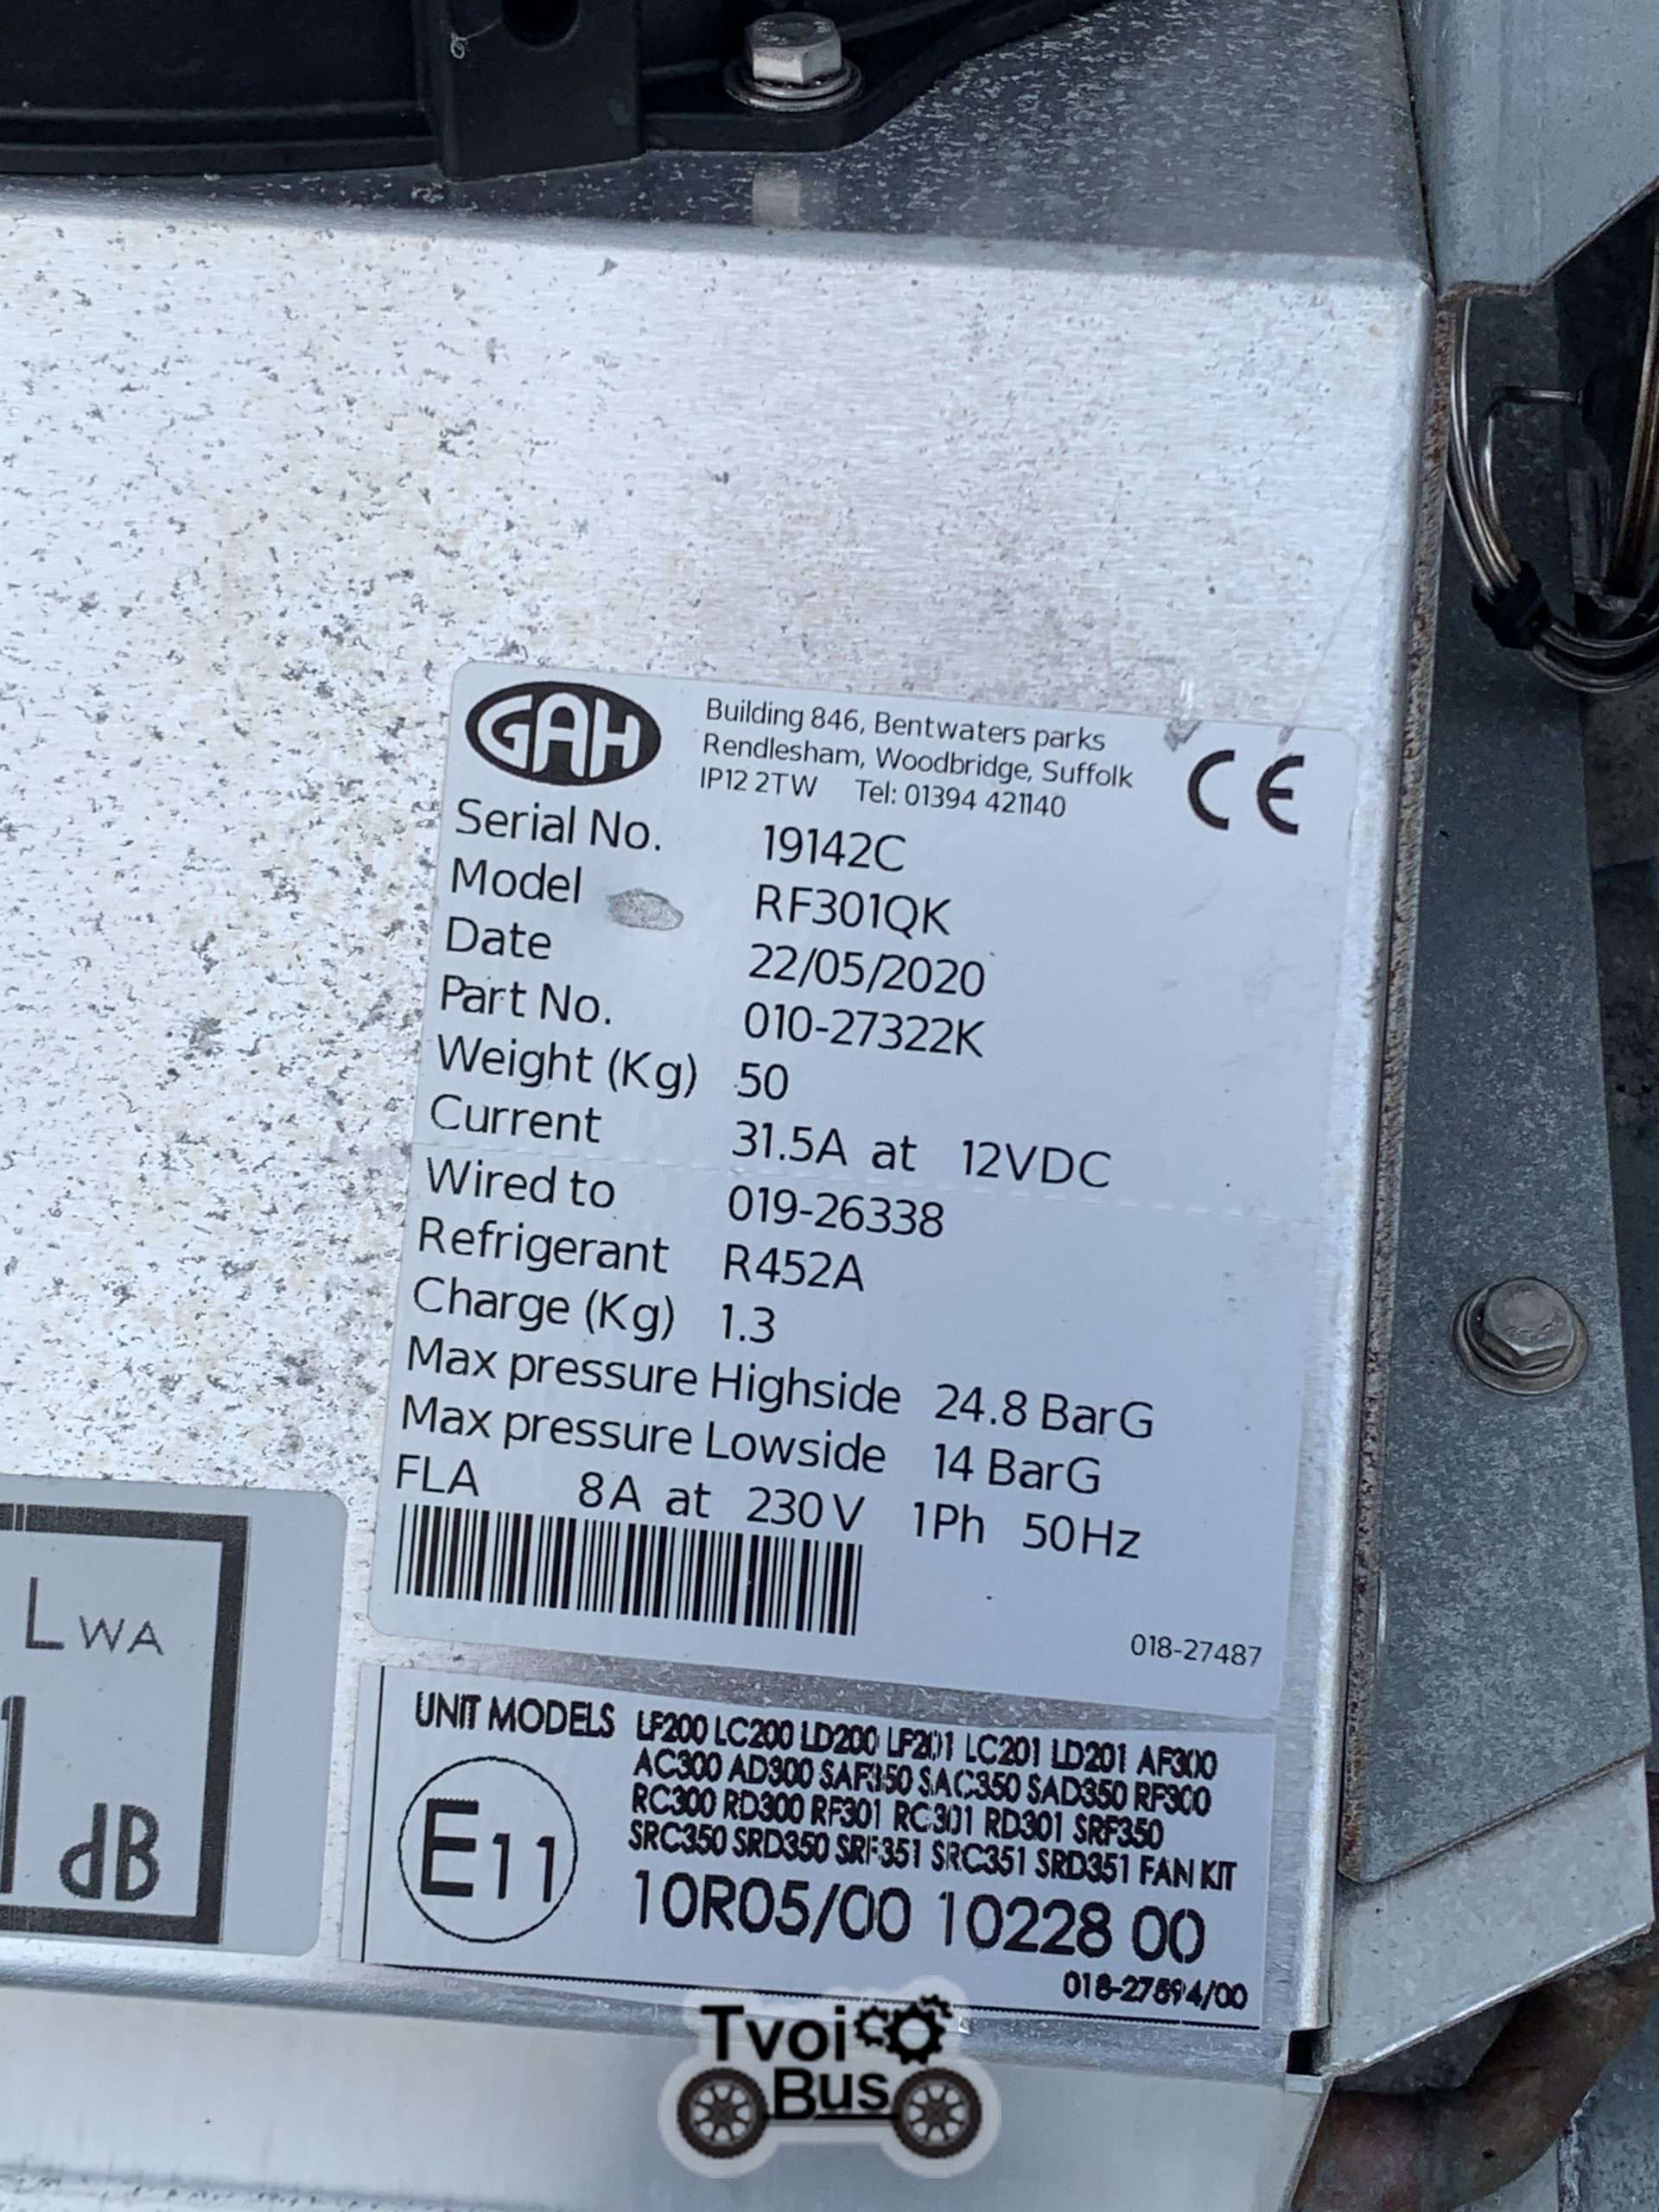 GAH
Building 846, Bentwaters parks
Rendlesham, Woodbridge, Suffolk
IP12 2TW Tel: 01394 421140
CE
Serial No. 19142C
Model RF301QK
Date 22/05/2020
Part No. 010-27322K
Weight (Kg) 50
Current 31.5A at 12VDC
Wired to 019-26338
Refrigerant R452A
Charge (Kg) 1.3
Max pressure Highside 24.8 BarG
Max pressure Lowside 14 BarG
FLA 8A at 230V 1Ph 50Hz
018-27487
LWA
dB
UNIT MODELS LF200 LC200 LD200 LF201 LC201 LD201 AF300
AC300 AD300 SAF350 SAC350 SAD350 RF300
RC300 RD300 RF301 RC301 RD301 SRF350
SRC350 SRD350 SRF351 SRC351 SRD351 FAN KIT
E11
10R05/00 10228 00
Tvoi
Bus